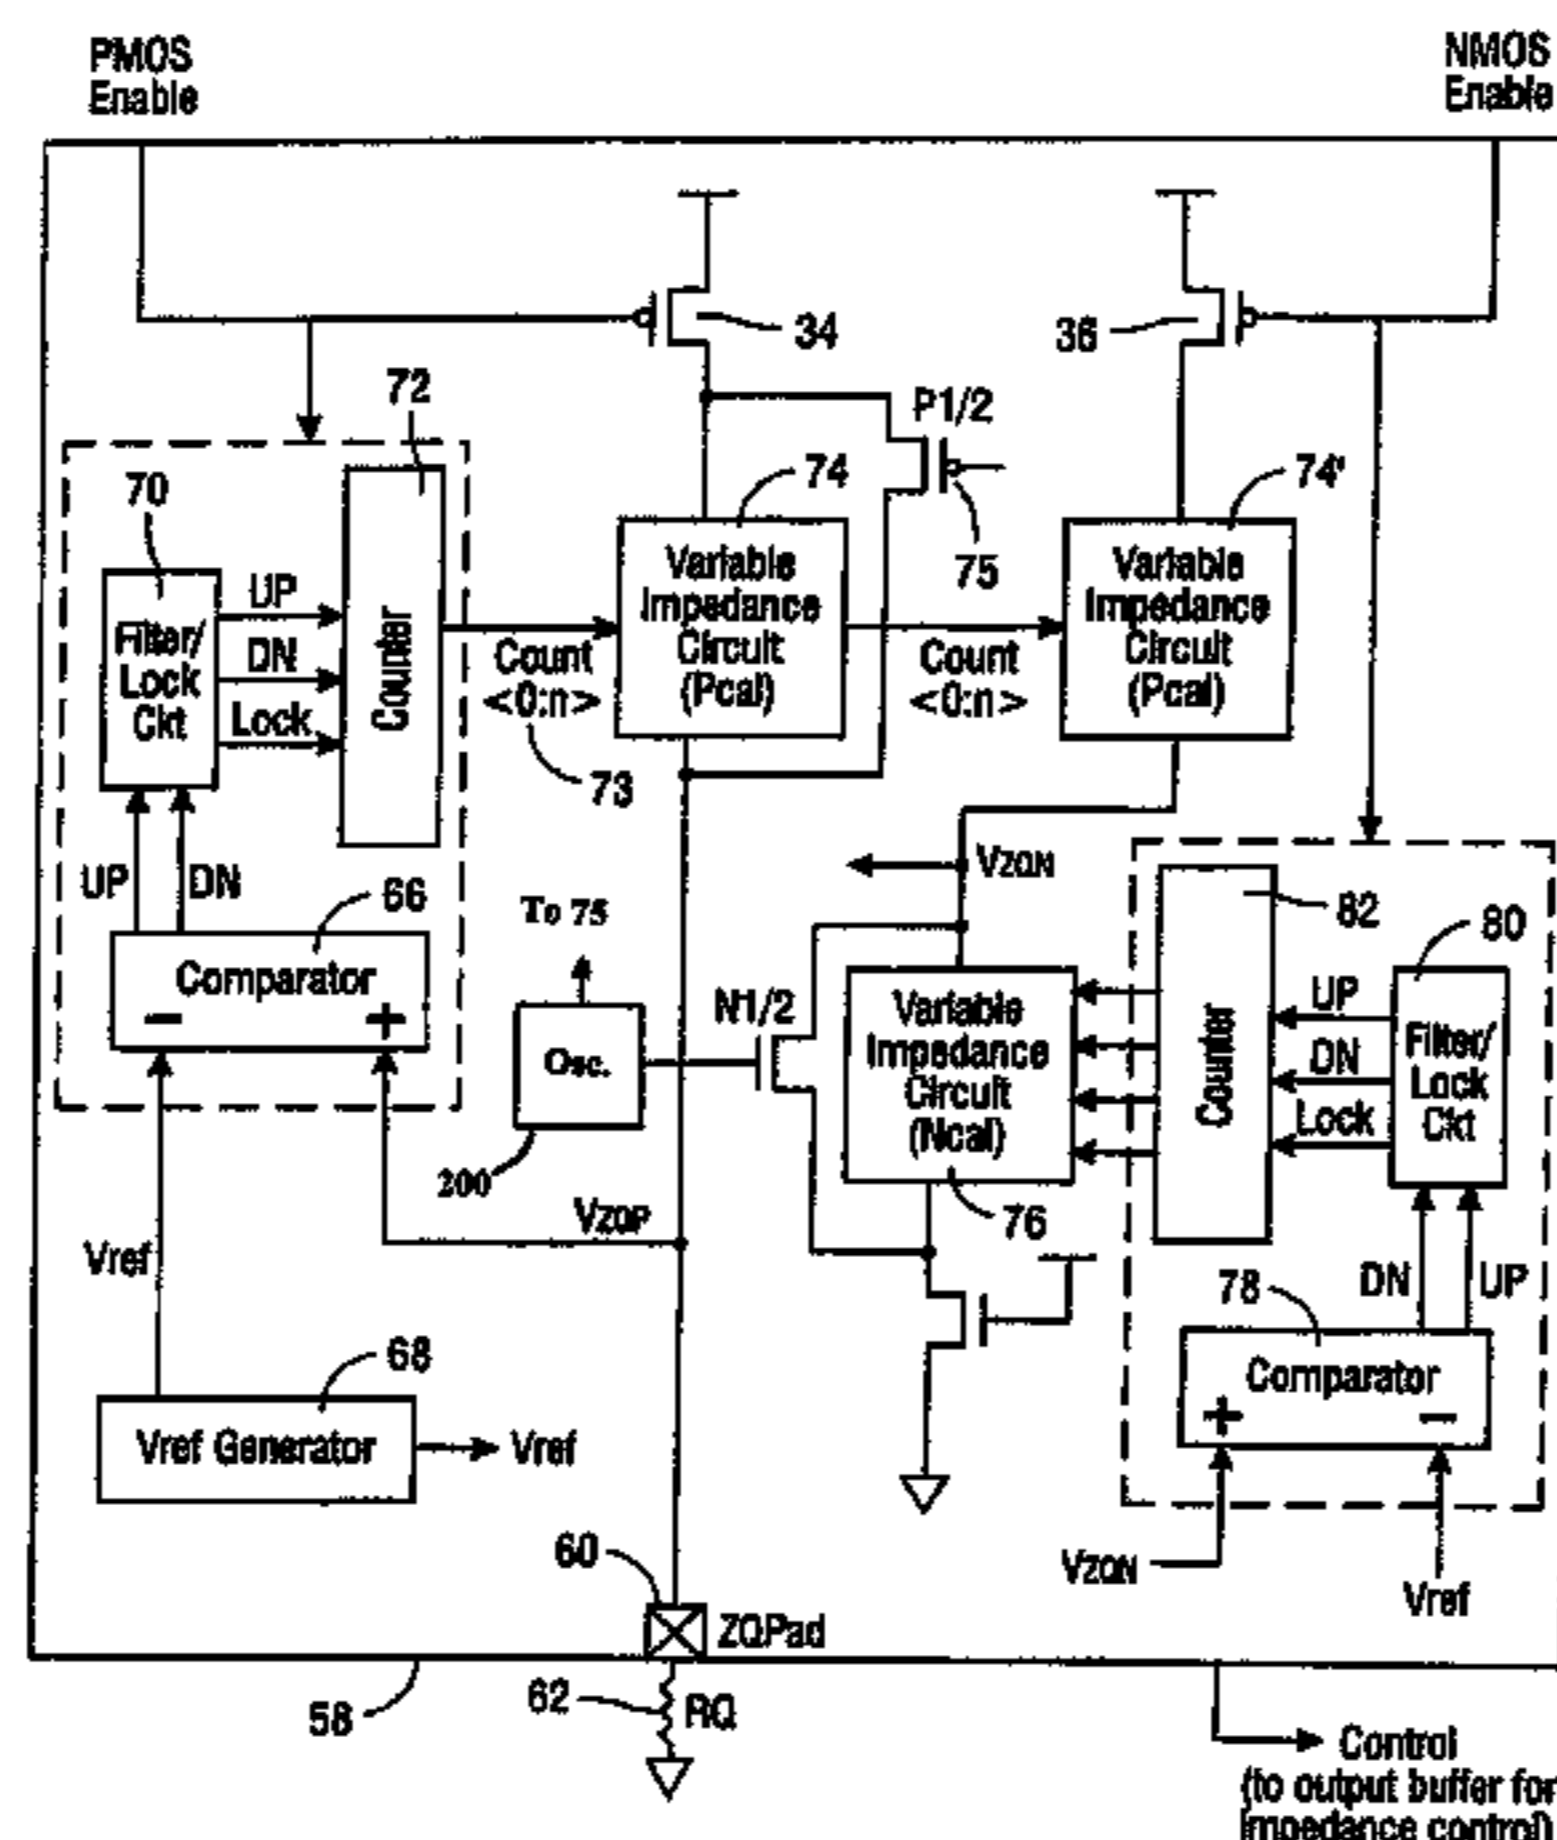 PMOS
Enable
NMOS
Enable
34
36
72
P1/2
70
74
74'
75
Filter/
Lock
Ckt
UP
DN
Lock
Counter
Count
<0:n>
73
Variable
Impedance
Circuit
(Pcal)
Count
<0:n>
Variable
Impedance
Circuit
(Pcal)
UP
DN
66
Comparator
−
+
To 75
Osc.
200
N1/2
VZQN
Variable
Impedance
Circuit
(Ncal)
76
82
80
Counter
UP
DN
Lock
Filter/
Lock
Ckt
VZQP
Vref
68
Vref Generator
Vref
DN
UP
78
Comparator
+
−
VZQN
Vref
60
ZQPad
62
RQ
58
Control
(to output buffer for
impedance control)